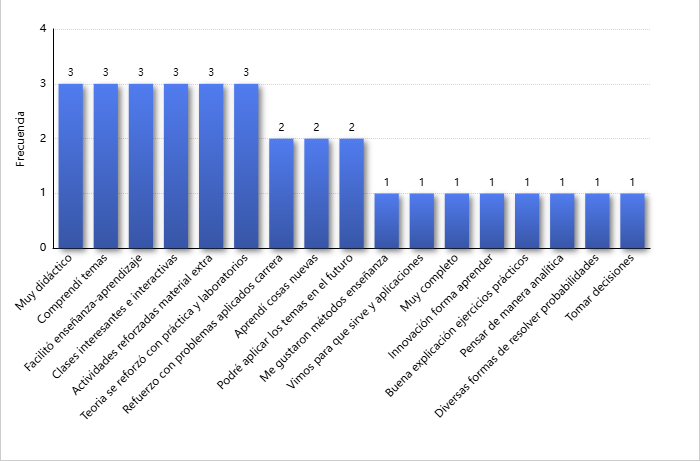 4
3
2
1
0
Frecuencia
3
3
3
3
3
3
2
2
2
1
1
1
1
1
1
1
1
Muy didáctico
Comprendí temas
Facilitó enseñanza-aprendizaje
Clases interesantes e interactivas
Actividades reforzadas material extra
Teoria se reforzó con práctica y laboratorios
Refuerzo con problemas aplicados carrera
Aprendí cosas nuevas
Podré aplicar los temas en el futuro
Me gustaron métodos enseñanza
Vimos para que sirve y aplicaciones
Muy completo
Innovación forma aprender
Buena explicación ejercicios prácticos
Pensar de manera analítica
Diversas formas de resolver probabilidades
Tomar decisiones